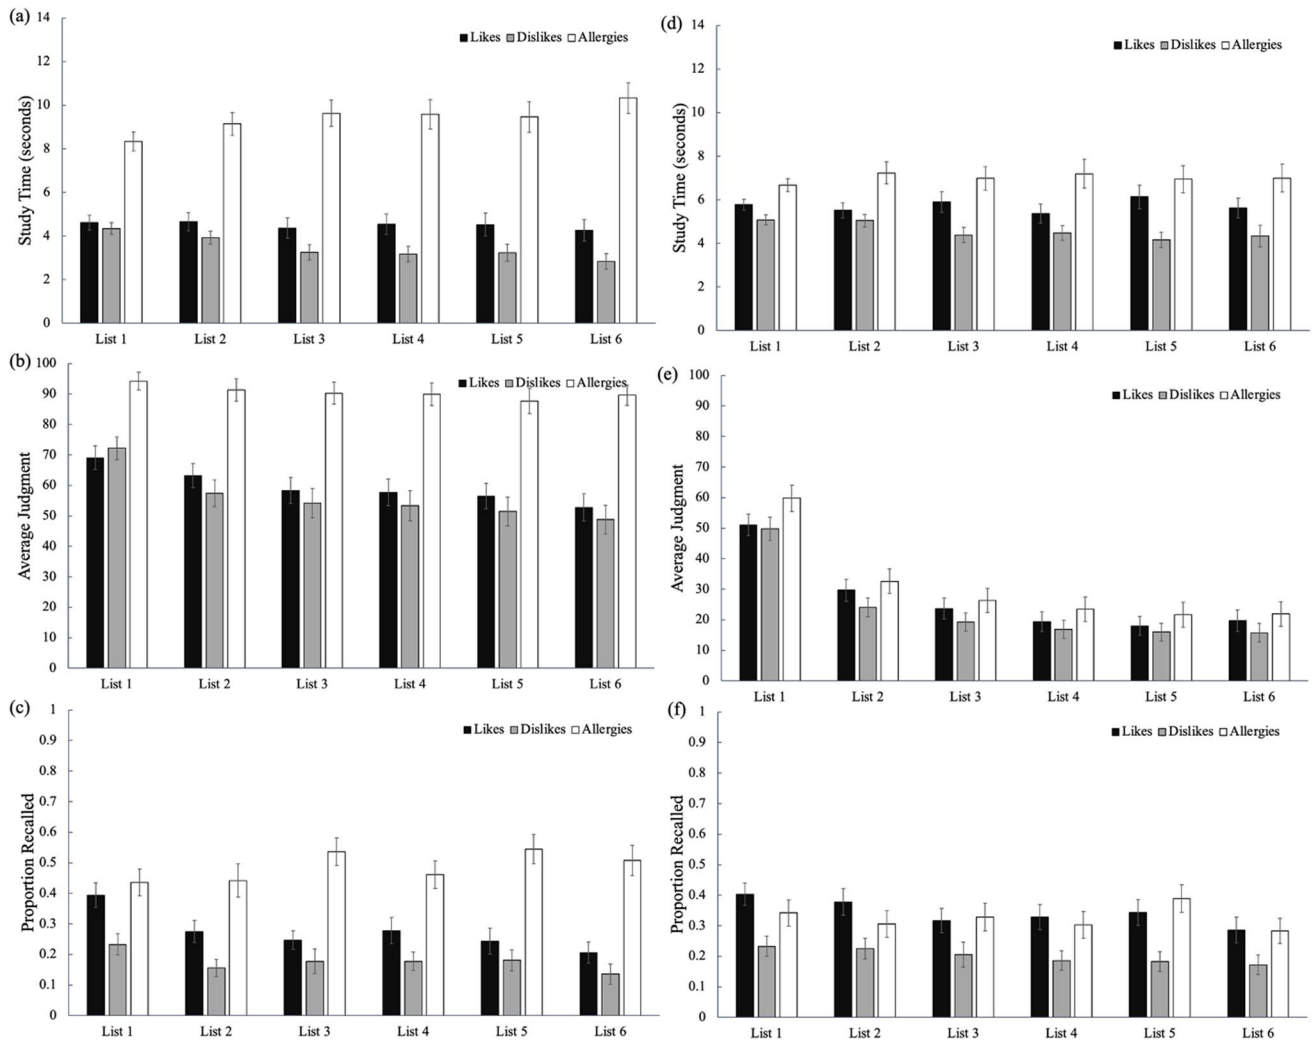 (a)
14
12
10
8
6
4
2
0
Study Time (seconds)
Likes Dislikes Allergies
List 1 List 2 List 3 List 4 List 5 List 6
(b)
100
90
80
70
60
50
40
30
20
10
0
Average Judgment
Likes Dislikes Allergies
List 1 List 2 List 3 List 4 List 5 List 6
(c)
1
0.9
0.8
0.7
0.6
0.5
0.4
0.3
0.2
0.1
0
Proportion Recalled
Likes Dislikes Allergies
List 1 List 2 List 3 List 4 List 5 List 6
(d)
14
12
10
8
6
4
2
0
Study Time (seconds)
Likes Dislikes Allergies
List 1 List 2 List 3 List 4 List 5 List 6
(e)
100
90
80
70
60
50
40
30
20
10
0
Average Judgment
Likes Dislikes Allergies
List 1 List 2 List 3 List 4 List 5 List 6
(f)
1
0.9
0.8
0.7
0.6
0.5
0.4
0.3
0.2
0.1
0
Proportion Recalled
Likes Dislikes Allergies
List 1 List 2 List 3 List 4 List 5 List 6